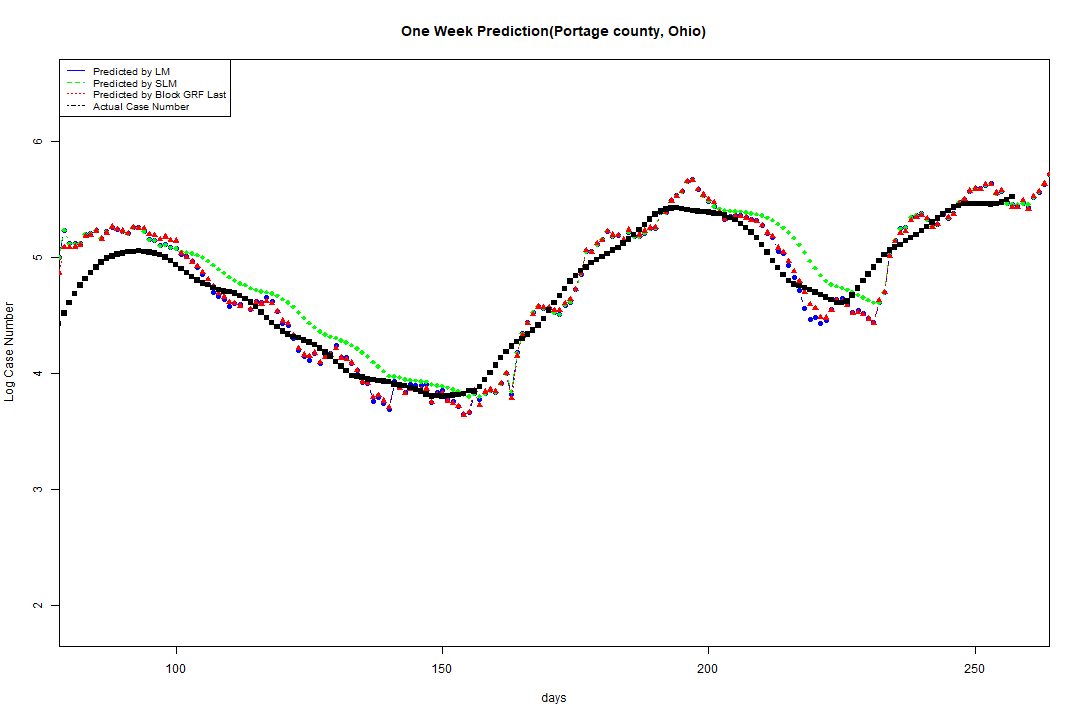 One Week Prediction(Portage county, Ohio)
Predicted by LM
Predicted by SLM
Predicted by Block GRF Last
Actual Case Number
6
5
4
3
2
Log Case Number
100
150
200
250
days